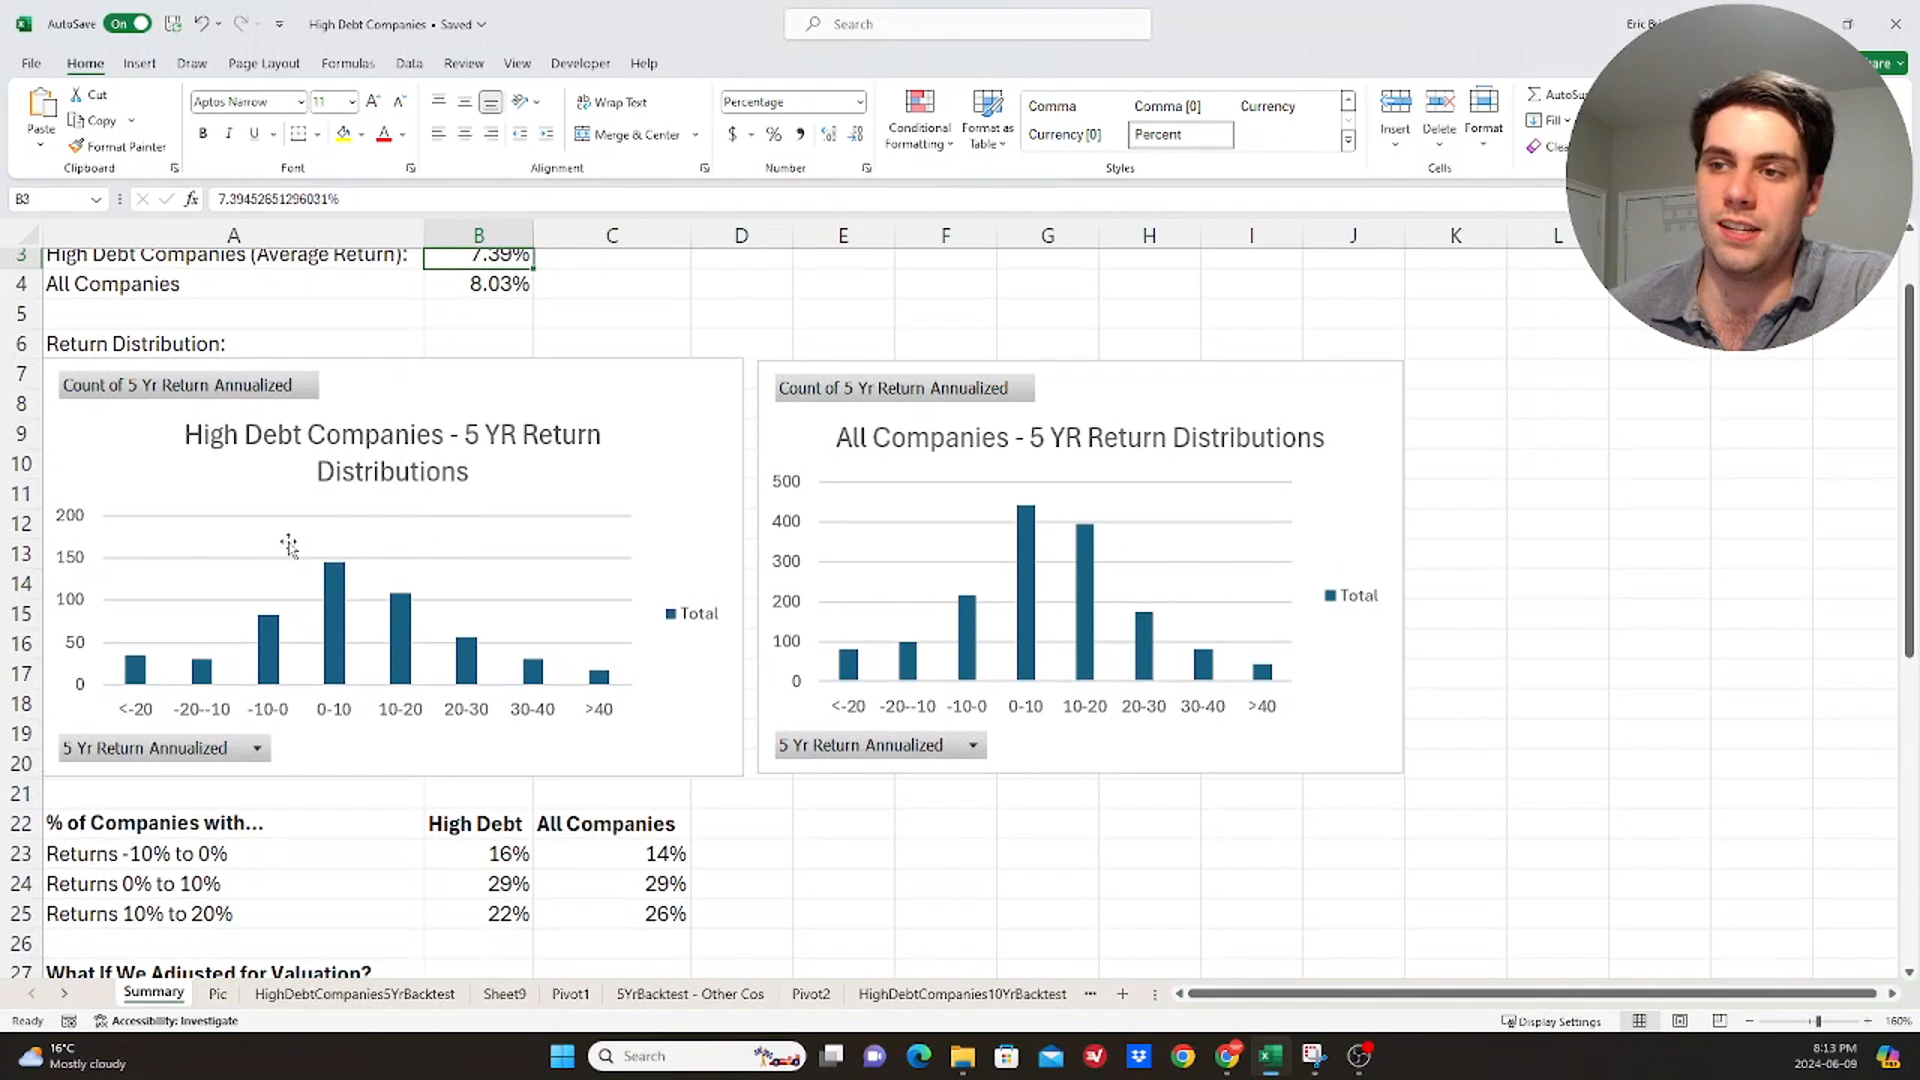 AutoSave On High Debt Companies • Saved Search
File Home Insert Draw Page Layout Formulas Data Review View Developer Help
Paste Cut Copy Format Painter
Aptos Narrow 11
B I U
Wrap Text
Merge & Center
Percentage
$ % ,
Conditional Formatting
Format as Table
Comma Comma [0] Currency
Currency [0] Percent
Insert Delete Format
Fill
Clipboard Font Alignment Number Styles Cells
B3 fx 7.39452651296031%
A B C D E F G H I J K L
3 High Debt Companies (Average Return): 7.39%
4 All Companies 8.03%
5
6 Return Distribution:
7
8
9
10
11
12
13
14
15
16
17
18
19
20
Count of 5 Yr Return Annualized
High Debt Companies - 5 YR Return
Distributions
200
150
100
50
0
<-20 -20--10 -10-0 0-10 10-20 20-30 30-40 >40
Total
5 Yr Return Annualized
Count of 5 Yr Return Annualized
All Companies - 5 YR Return Distributions
500
400
300
200
100
0
<-20 -20--10 -10-0 0-10 10-20 20-30 30-40 >40
Total
5 Yr Return Annualized
21
22 % of Companies with... High Debt All Companies
23 Returns -10% to 0% 16% 14%
24 Returns 0% to 10% 29% 29%
25 Returns 10% to 20% 22% 26%
26
27 What If We Adjusted for Valuation?
Summary Pic HighDebtCompanies5YrBacktest Sheet9 Pivot1 5YrBacktest - Other Cos Pivot2 HighDebtCompanies10YrBacktest ...
Ready Accessibility: Investigate Display Settings 160%
16°C
Mostly cloudy
Search
8:13 PM
2024-06-09